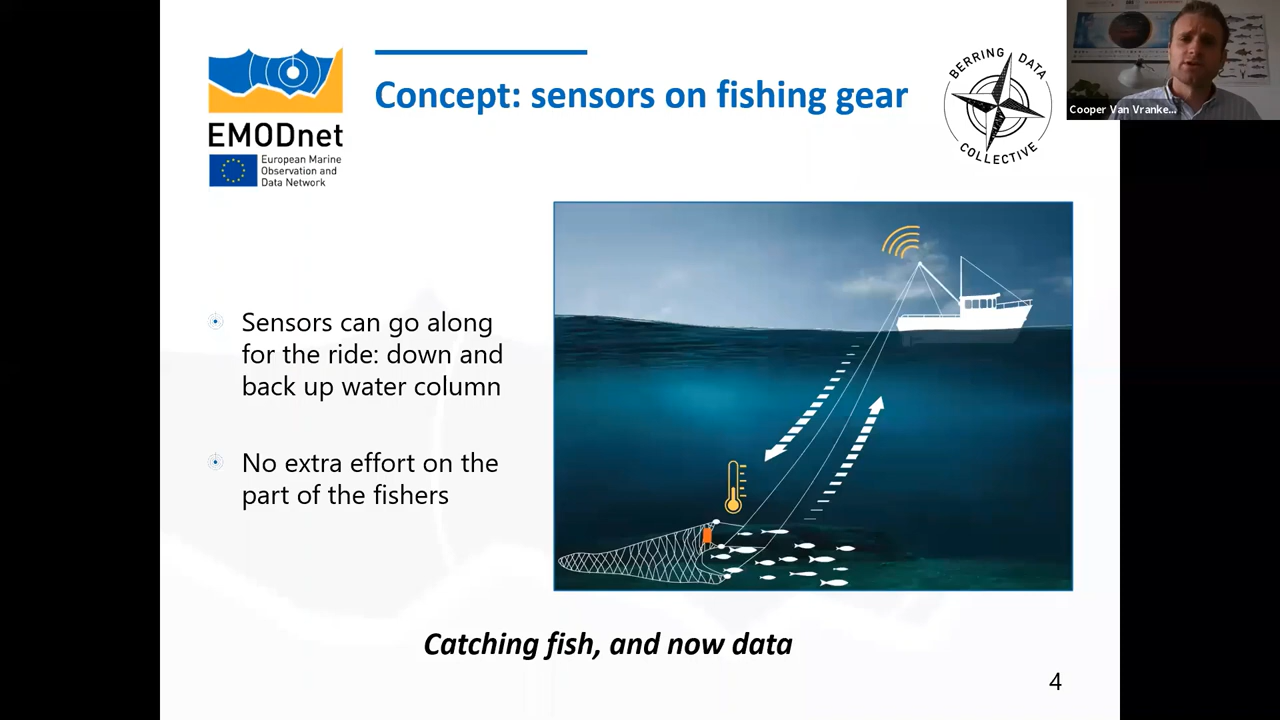 EMODnet
European Marine
Observation and
Data Network
Concept: sensors on fishing gear
BERRING DATA
COLLECTIVE
Cooper Van Vranke...
Sensors can go along
for the ride: down and
back up water column
No extra effort on the
part of the fishers
Catching fish, and now data
4